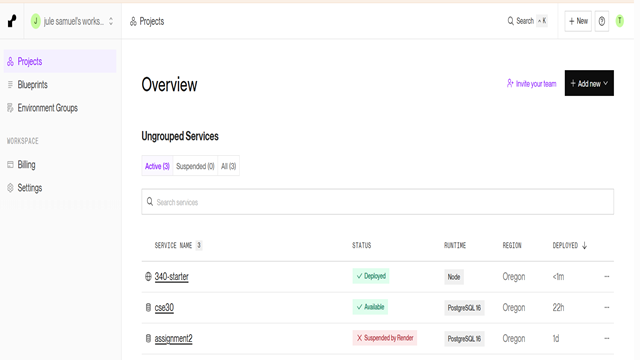 J jule samuel's works...
Projects
Search ^ K
+ New
T
Projects
Blueprints
Environment Groups
WORKSPACE
Billing
Settings
Overview
Invite your team
+ Add new
Ungrouped Services
Active (3) Suspended (0) All (3)
Search services
SERVICE NAME 3 STATUS RUNTIME REGION DEPLOYED ↓
340-starter ✓ Deployed Node Oregon <1m ...
cse30 ✓ Available PostgreSQL 16 Oregon 22h ...
assignment2 X Suspended by Render PostgreSQL 16 Oregon 1d ...